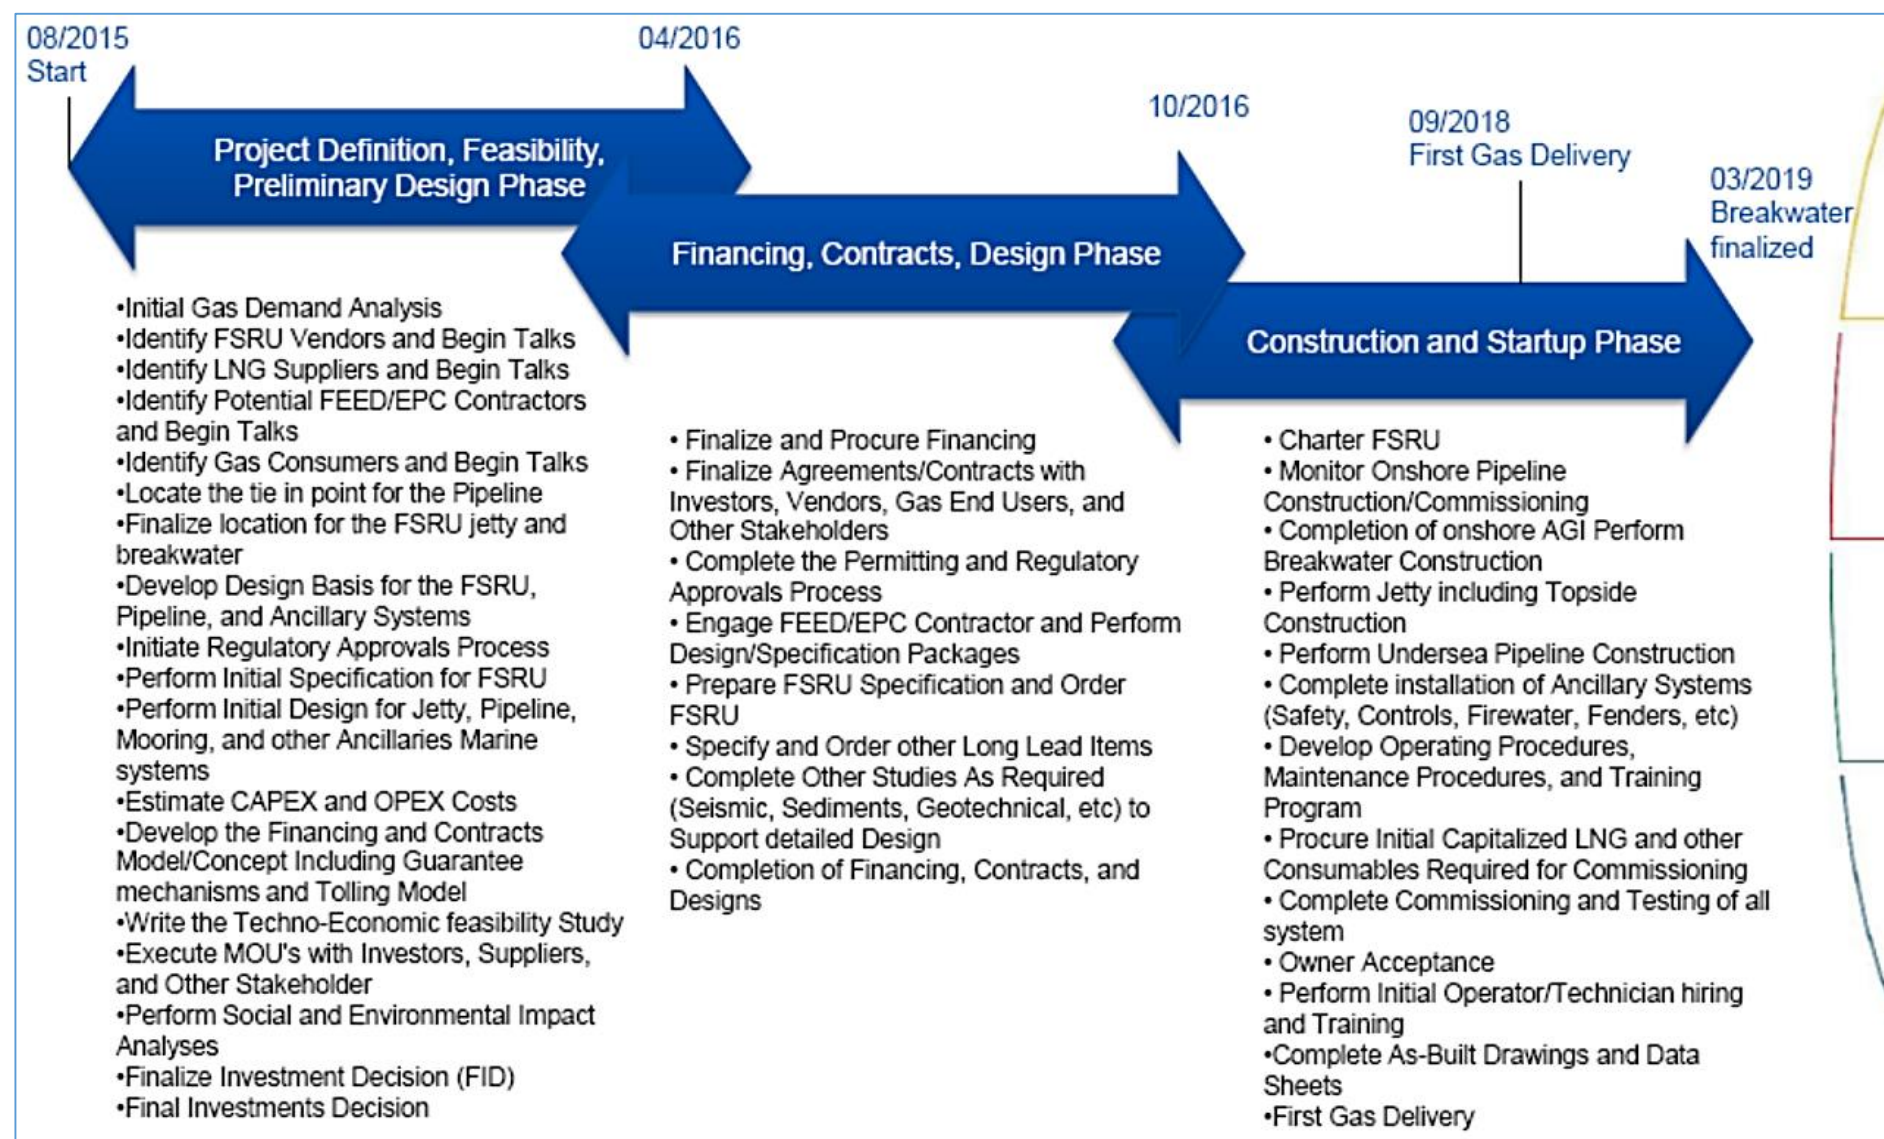 08/2015
Start
04/2016
10/2016
09/2018
First Gas Delivery
03/2019
Breakwater
finalized
Project Definition, Feasibility,
Preliminary Design Phase
Financing, Contracts, Design Phase
Construction and Startup Phase
•Initial Gas Demand Analysis
•Identify FSRU Vendors and Begin Talks
•Identify LNG Suppliers and Begin Talks
•Identify Potential FEED/EPC Contractors
and Begin Talks
•Identify Gas Consumers and Begin Talks
•Locate the tie in point for the Pipeline
•Finalize location for the FSRU jetty and
breakwater
•Develop Design Basis for the FSRU,
Pipeline, and Ancillary Systems
•Initiate Regulatory Approvals Process
•Perform Initial Specification for FSRU
•Perform Initial Design for Jetty, Pipeline,
Mooring, and other Ancillaries Marine
systems
•Estimate CAPEX and OPEX Costs
•Develop the Financing and Contracts
Model/Concept Including Guarantee
mechanisms and Tolling Model
•Write the Techno-Economic feasibility Study
•Execute MOU's with Investors, Suppliers,
and Other Stakeholder
•Perform Social and Environmental Impact
Analyses
•Finalize Investment Decision (FID)
•Final Investments Decision
• Finalize and Procure Financing
• Finalize Agreements/Contracts with
Investors, Vendors, Gas End Users, and
Other Stakeholders
• Complete the Permitting and Regulatory
Approvals Process
• Engage FEED/EPC Contractor and Perform
Design/Specification Packages
• Prepare FSRU Specification and Order
FSRU
• Specify and Order other Long Lead Items
• Complete Other Studies As Required
(Seismic, Sediments, Geotechnical, etc) to
Support detailed Design
• Completion of Financing, Contracts, and
Designs
• Charter FSRU
• Monitor Onshore Pipeline
Construction/Commissioning
• Completion of onshore AGI Perform
Breakwater Construction
• Perform Jetty including Topside
Construction
• Perform Undersea Pipeline Construction
• Complete installation of Ancillary Systems
(Safety, Controls, Firewater, Fenders, etc)
• Develop Operating Procedures,
Maintenance Procedures, and Training
Program
• Procure Initial Capitalized LNG and other
Consumables Required for Commissioning
• Complete Commissioning and Testing of all
system
• Owner Acceptance
• Perform Initial Operator/Technician hiring
and Training
•Complete As-Built Drawings and Data
Sheets
•First Gas Delivery